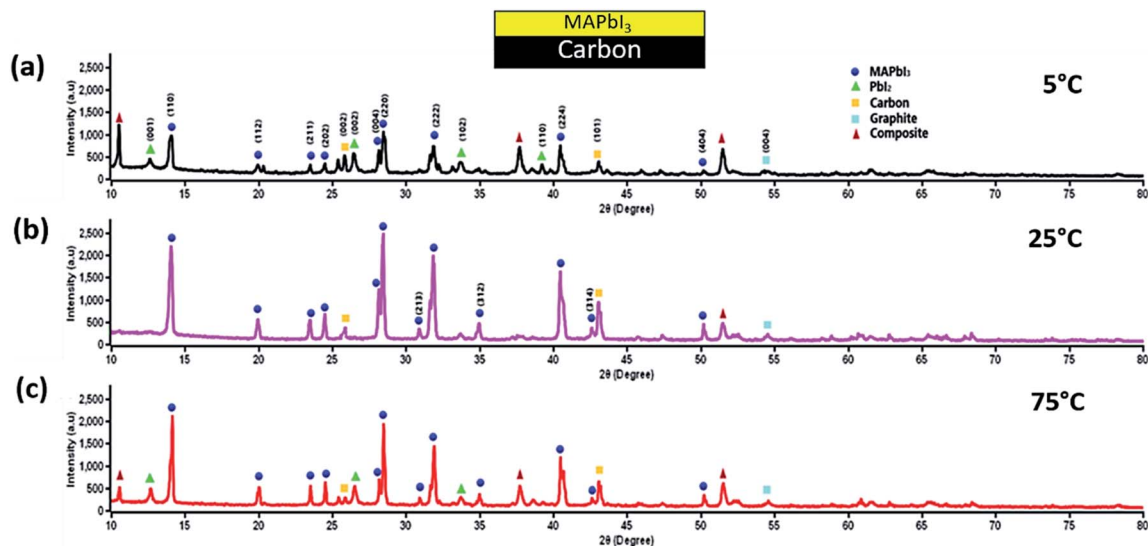 MAPbI₃
Carbon
(a)
5°C
Intensity (a.u)
2,500
2,000
1,500
1,000
500
0
(001)
(110)
(112)
(211)
(202)
(002)
(002)
(004)
(220)
(222)
(102)
(110)
(224)
(101)
(404)
(004)
MAPbI₃
PbI₂
Carbon
Graphite
Composite
10 15 20 25 30 35 40 45 50 55 60 65 70 75 80
2θ (Degree)
(b)
25°C
Intensity (a.u)
2,500
2,000
1,500
1,000
500
0
(213)
(312)
(314)
10 15 20 25 30 35 40 45 50 55 60 65 70 75 80
2θ (Degree)
(c)
75°C
Intensity (a.u)
2,500
2,000
1,500
1,000
500
0
10 15 20 25 30 35 40 45 50 55 60 65 70 75 80
2θ (Degree)